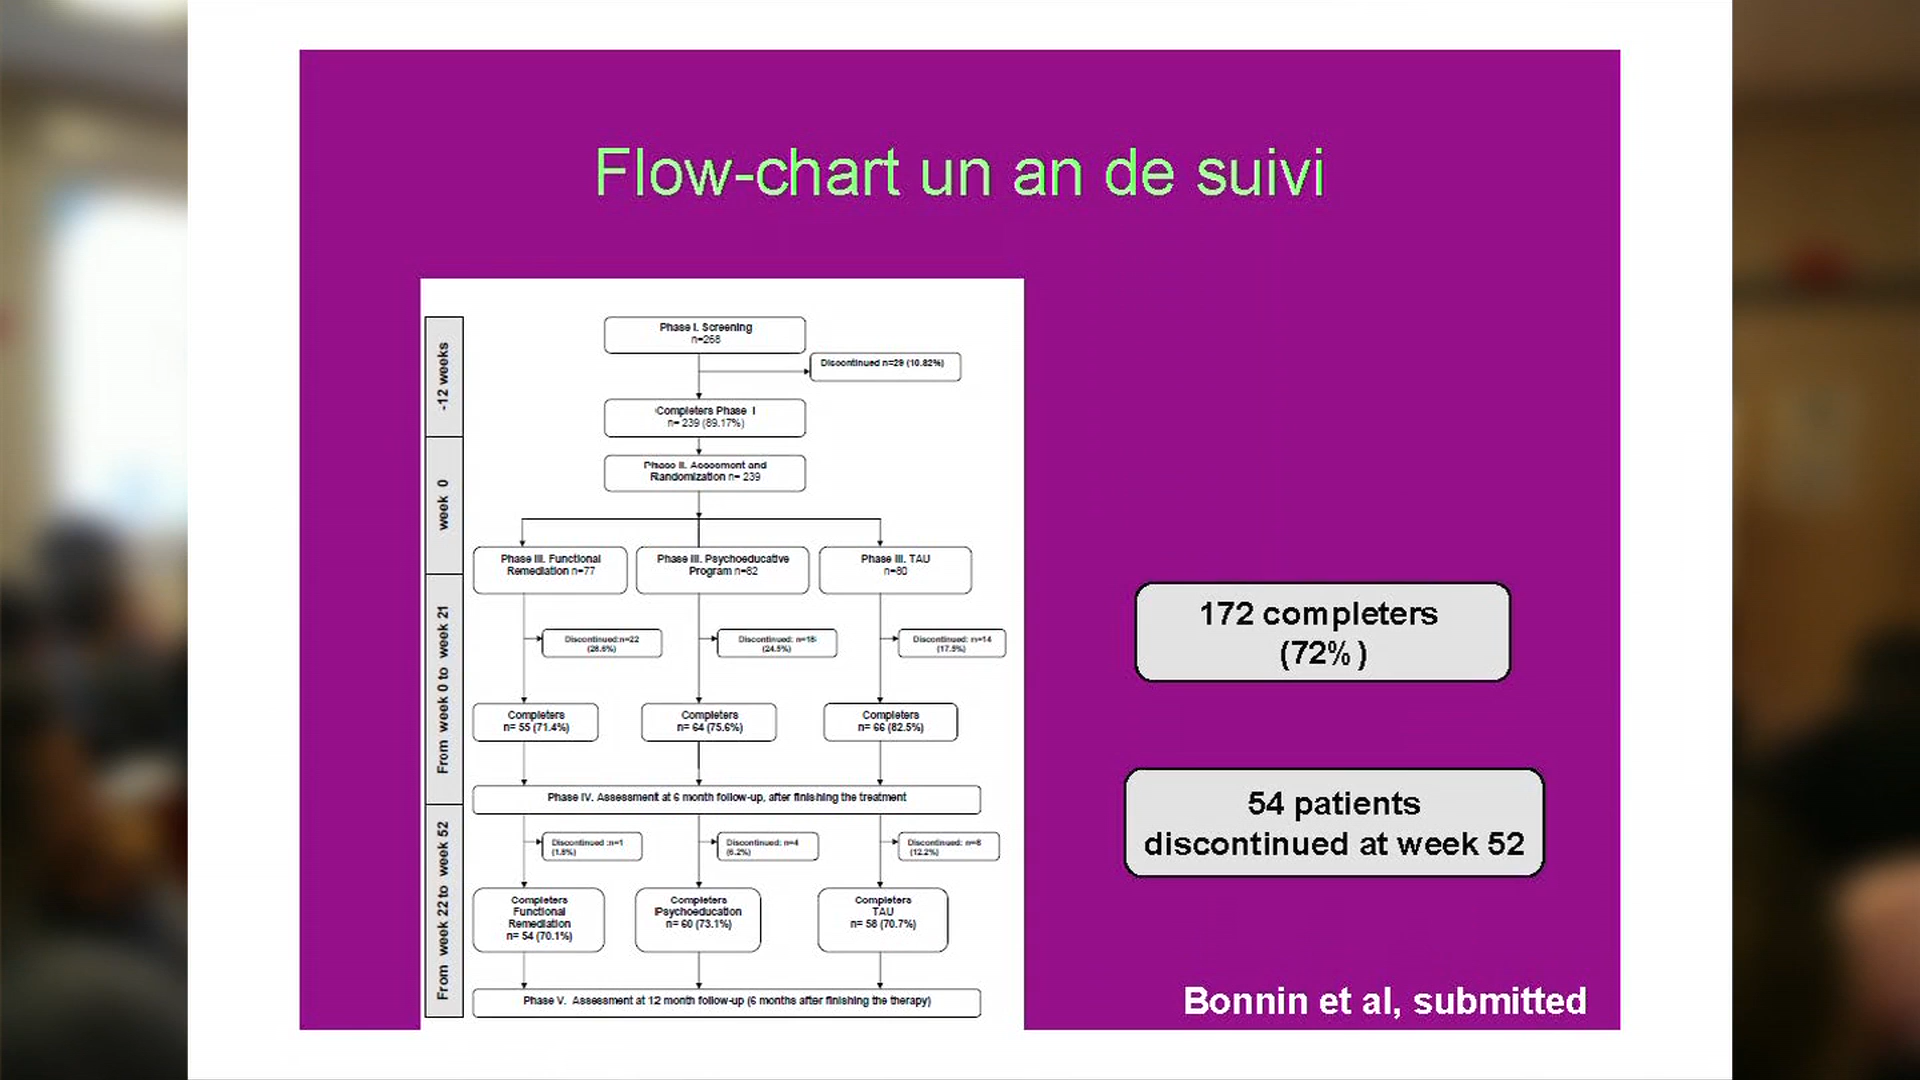 Flow-chart un an de suivi
-12 weeks
Phase I. Screening
n=268
Discontinued n=29 (10.82%)
Completers Phase I
n= 239 (89.17%)
week 0
Phase II. Assesment and
Randomization n= 239
Phase III. Functional
Remediation n=77
Phase III. Psychoeducative
Program n=82
Phase III. TAU
n=80
From week 0 to week 21
Discontinued:n=22
(28.6%)
Discontinued: n=18
(24.5%)
Discontinued: n=14
(17.5%)
Completers
n= 55 (71.4%)
Completers
n= 64 (75.6%)
Completers
n= 66 (82.5%)
Phase IV. Assessment at 6 month follow-up, after finishing the treatment
From week 22 to week 52
Discontinued :n=1
(1.8%)
Discontinued: n=4
(6.2%)
Discontinued: n=8
(12.2%)
Completers
Functional
Remediation
n= 54 (70.1%)
Completers
Psychoeducation
n= 60 (73.1%)
Completers
TAU
n= 58 (70.7%)
Phase V. Assessment at 12 month follow-up (6 months after finishing the therapy)
172 completers
(72% )
54 patients
discontinued at week 52
Bonnin et al, submitted